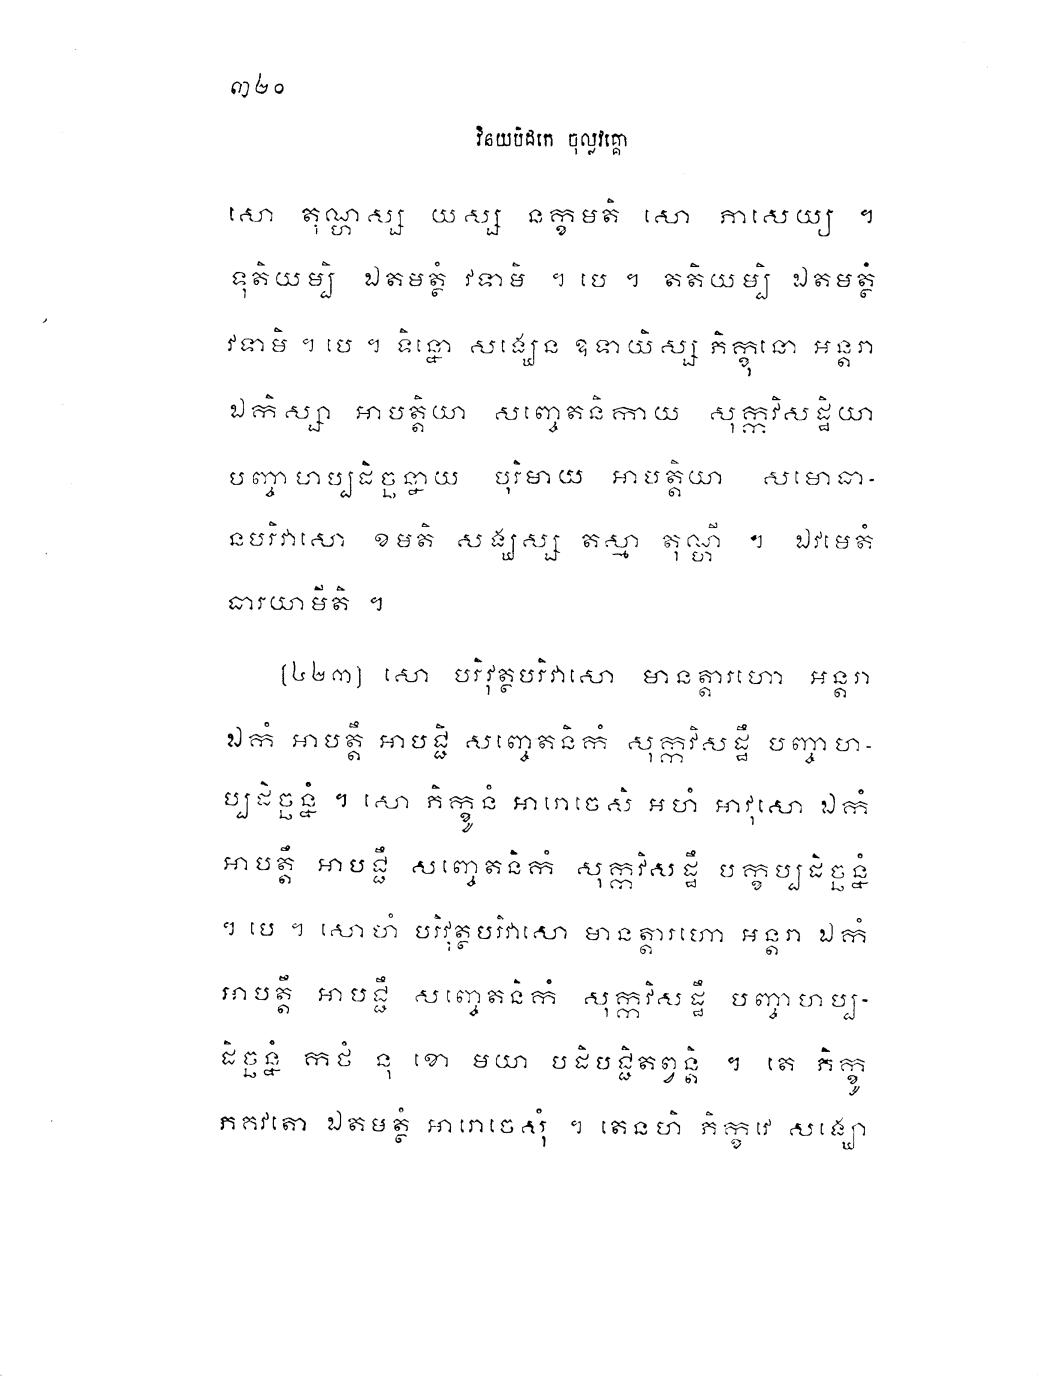 ៣២០
វិនយបិដកេ ចុល្លវគ្គោ
សោ តុណ្ហស្ស យស្ស នក្ខមតិ សោ ភាសេយ្យ ។
ទុតិយម្បិ ឯតមត្ថំ វទាមិ ។ បេ ។ តតិយម្បិ ឯតមត្ថំ
វទាមិ ។ បេ ។ ទិន្នោ សង្ឃេន ឧទាយិស្ស ភិក្ខុនោ អន្តរា
ឯកិស្សា អាបត្តិយា សញ្ចេតនិកាយ សុក្កវិសដ្ឋិយា
បញ្ចាហប្បដិច្ឆន្នាយ បុរិមាយ អាបត្តិយា សមោធា-
នបរិវាសោ ខមតិ សង្ឃស្ស តស្មា តុណ្ហី ។ ឯវមេតំ
ធារយាមីតិ ។
(៤២៣) សោ បរិវុត្ថបរិវាសោ មានត្តារហោ អន្តរា
ឯកំ អាបត្តឹ អាបជ្ជិ សញ្ចេតនិកំ សុក្កវិសដ្ឋឹ បញ្ចាហ-
ប្បដិច្ឆន្នំ ។ សោ ភិក្ខូនំ អារោចេសិ អហំ អាវុសោ ឯកំ
អាបត្តឹ អាបជ្ជឹ សញ្ចេតនិកំ សុក្កវិសដ្ឋឹ បក្ខប្បដិច្ឆន្នំ
។ បេ ។ សោហំ បរិវុត្ថបរិវាសោ មានត្តារហោ អន្តរា ឯកំ
អាបត្តឹ អាបជ្ជឹ សញ្ចេតនិកំ សុក្កវិសដ្ឋឹ បញ្ចាហប្ប-
ដិច្ឆន្នំ កថំ នុ ខោ មយា បដិបជ្ជិតព្វន្តិ ។ តេ ភិក្ខូ
ភគវតោ ឯតមត្ថំ អារោចេសុំ ។ តេនហិ ភិក្ខវេ សង្ឃោ